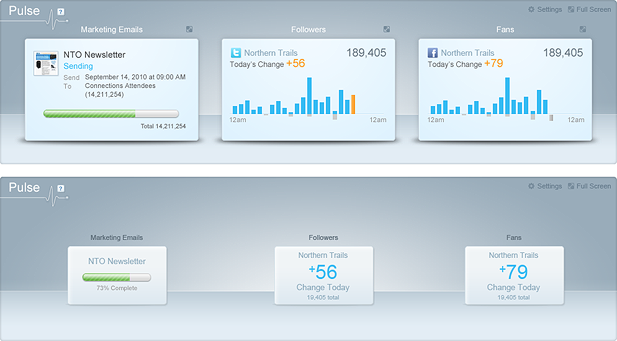 Pulse ?
Settings Full Screen
Marketing Emails
NTO Newsletter
Sending
Send September 14, 2010 at 09:00 AM
To Connections Attendees
(14,211,254)
Total 14,211,254
Followers
Northern Trails 189,405
Today's Change +56
12am 12am
Fans
Northern Trails 189,405
Today's Change +79
12am 12am
Pulse ?
Settings Full Screen
Marketing Emails
NTO Newsletter
73% Complete
Followers
Northern Trails
+56
Change Today
19,405 total
Fans
Northern Trails
+79
Change Today
19,405 total